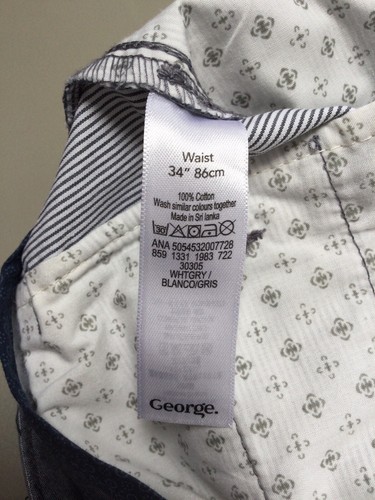 Waist
34" 86cm
100% Cotton
Wash similar colours together
Made in Sri lanka
30
ANA 5054532007728
859 1331 1983 722
30305
WHTGRY /
BLANCO/GRIS
George.